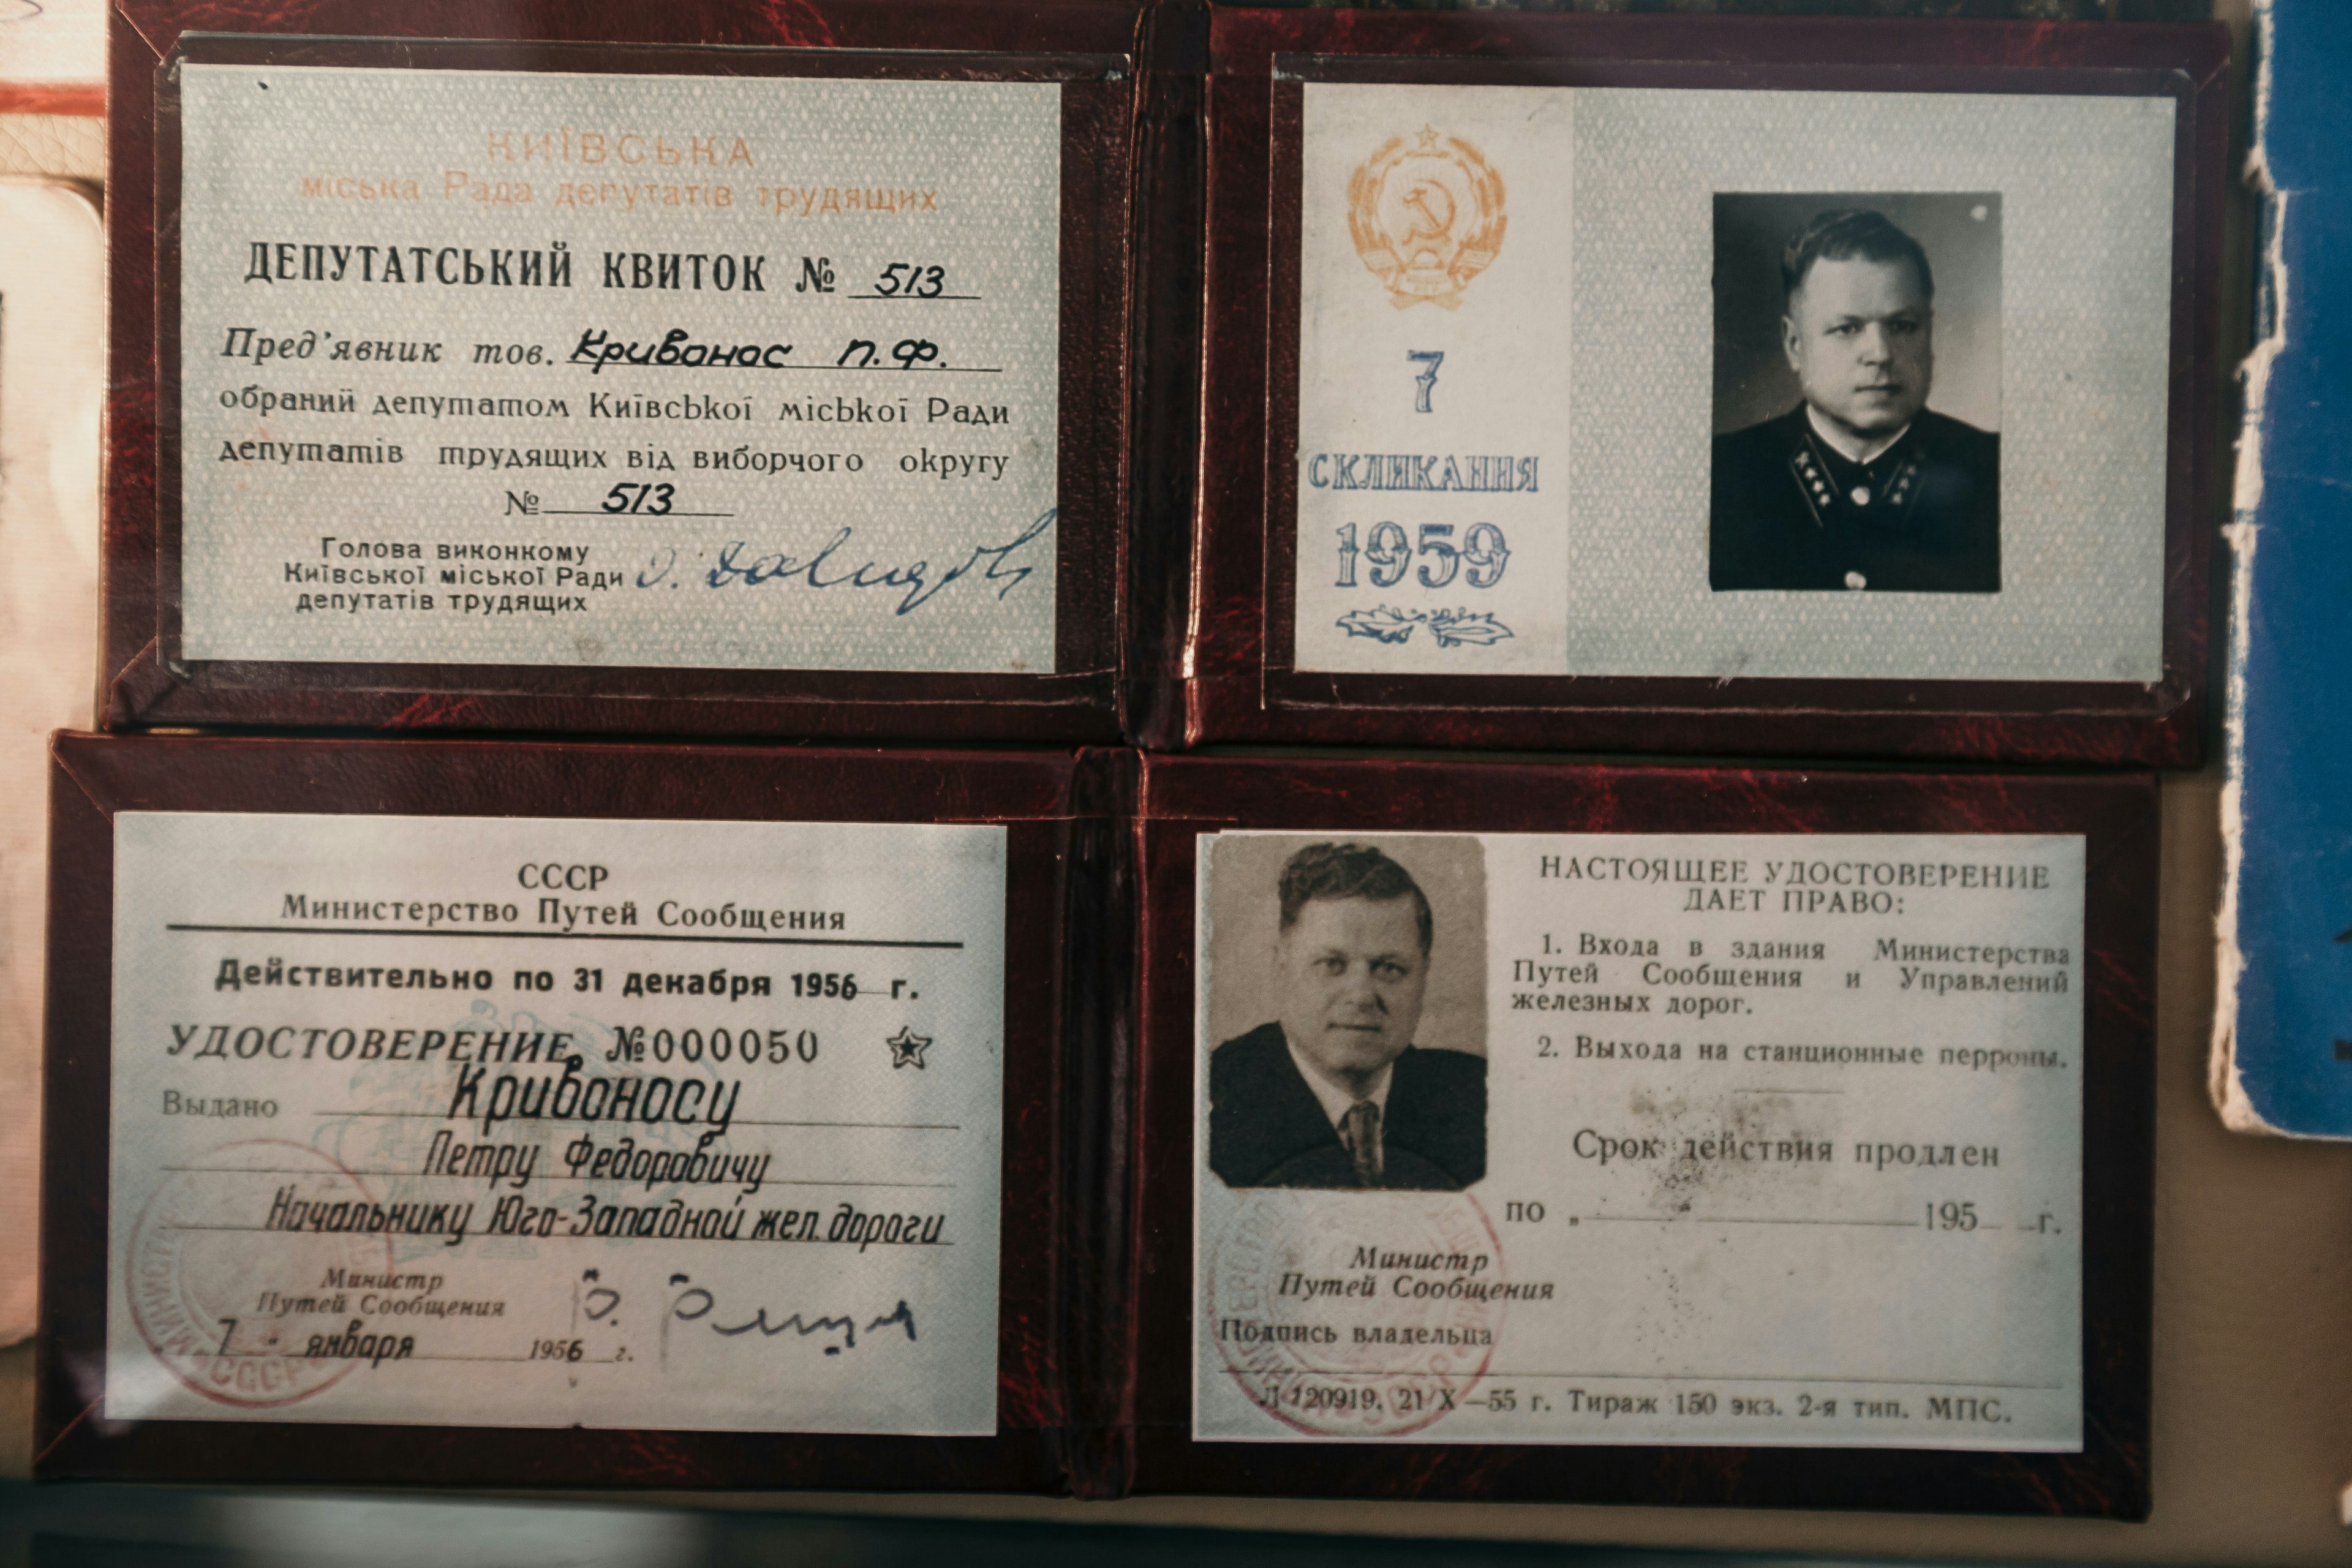 КИЇВСЬКА
міська Рада депутатів трудящих
ДЕПУТАТСЬКИЙ КВИТОК № 513
Пред'явник тов. Кривонос П.Ф.
обраний депутатом Київської міської Ради
депутатів трудящих від виборчого округу
№ 513
Голова виконкому
Київської міської Ради
депутатів трудящих
7
СКЛИКАННЯ
1959
СССР
Министерство Путей Сообщения
Действительно по 31 декабря 1956 г.
УДОСТОВЕРЕНИЕ №000050
Выдано Кривоносу
Петру Федоровичу
Начальнику Юго-Западной жел. дороги
Министр
Путей Сообщения
7 января 1956 г.
СССР
НАСТОЯЩЕЕ УДОСТОВЕРЕНИЕ
ДАЕТ ПРАВО:
1. Входа в здания Министерства
Путей Сообщения и Управлений
железных дорог.
2. Выхода на станционные перроны.
Срок действия продлен
по „ 195 г.
Министр
Путей Сообщения
Подпись владельца
Л-120919. 21/X—55 г. Тираж 150 экз. 2-я тип. МПС.